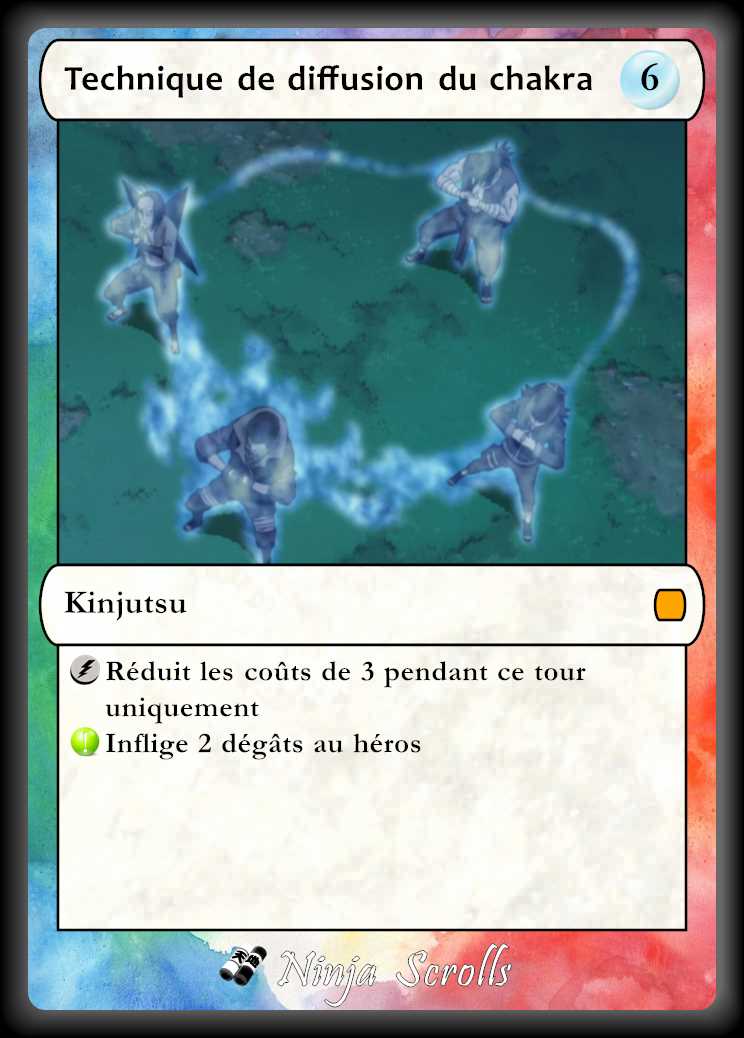 Technique de diffusion du chakra 6
Kinjutsu
Réduit les coûts de 3 pendant ce tour
uniquement
Inflige 2 dégâts au héros
Ninja Scrolls